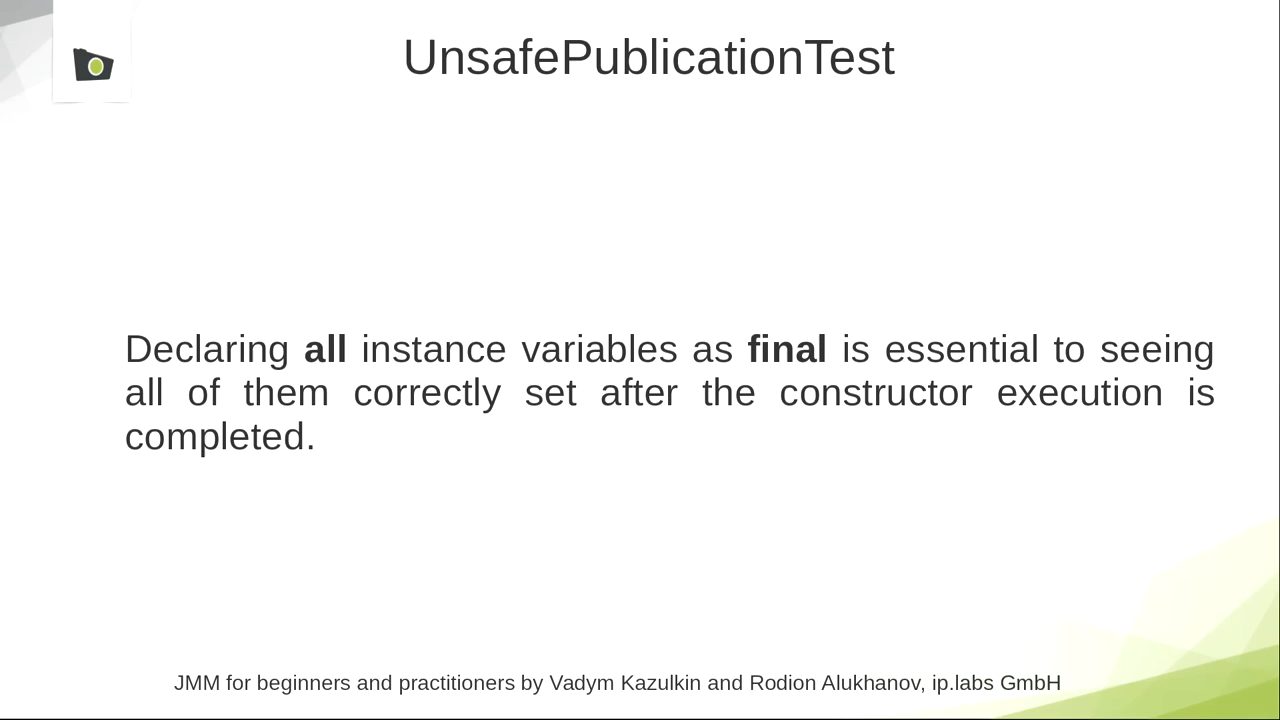 UnsafePublicationTest
Declaring all instance variables as final is essential to seeing
all of them correctly set after the constructor execution is
completed.
JMM for beginners and practitioners by Vadym Kazulkin and Rodion Alukhanov, ip.labs GmbH